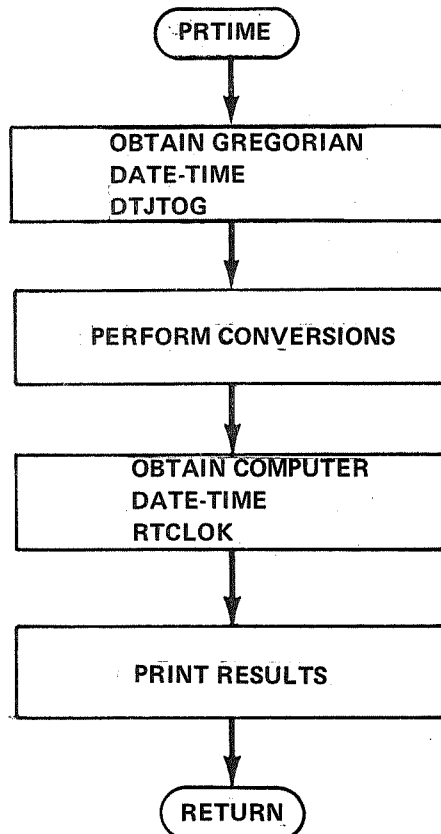 PRTIME
OBTAIN GREGORIAN
DATE-TIME
DTJTOG
PERFORM CONVERSIONS
OBTAIN COMPUTER
DATE-TIME
RTCLOK
PRINT RESULTS
RETURN